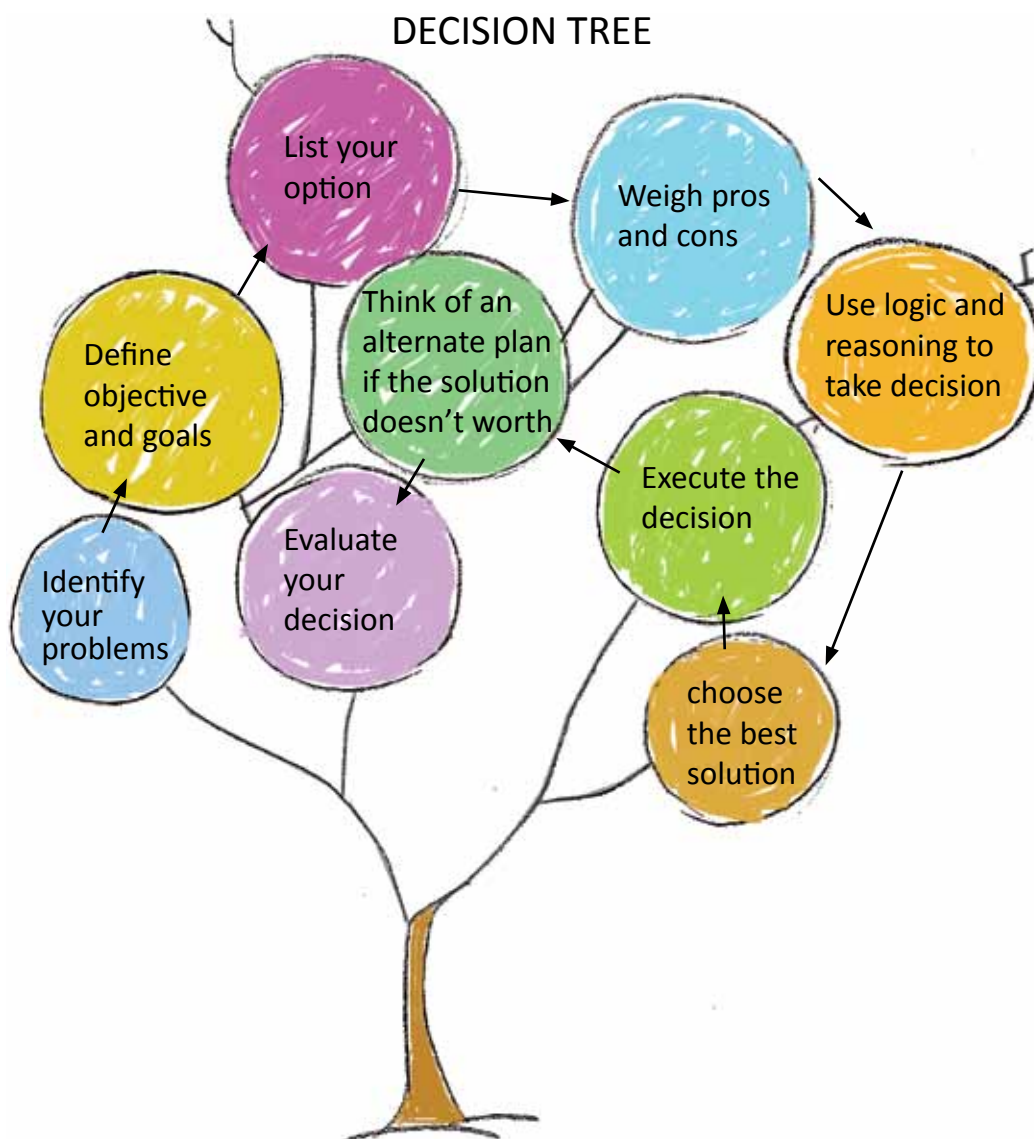 DECISION TREE
Identify
your
problems
Define
objective
and goals
List your
option
Weigh pros
and cons
Use logic and
reasoning to
take decision
choose
the best
solution
Execute the
decision
Think of an
alternate plan
if the solution
doesn’t worth
Evaluate
your
decision